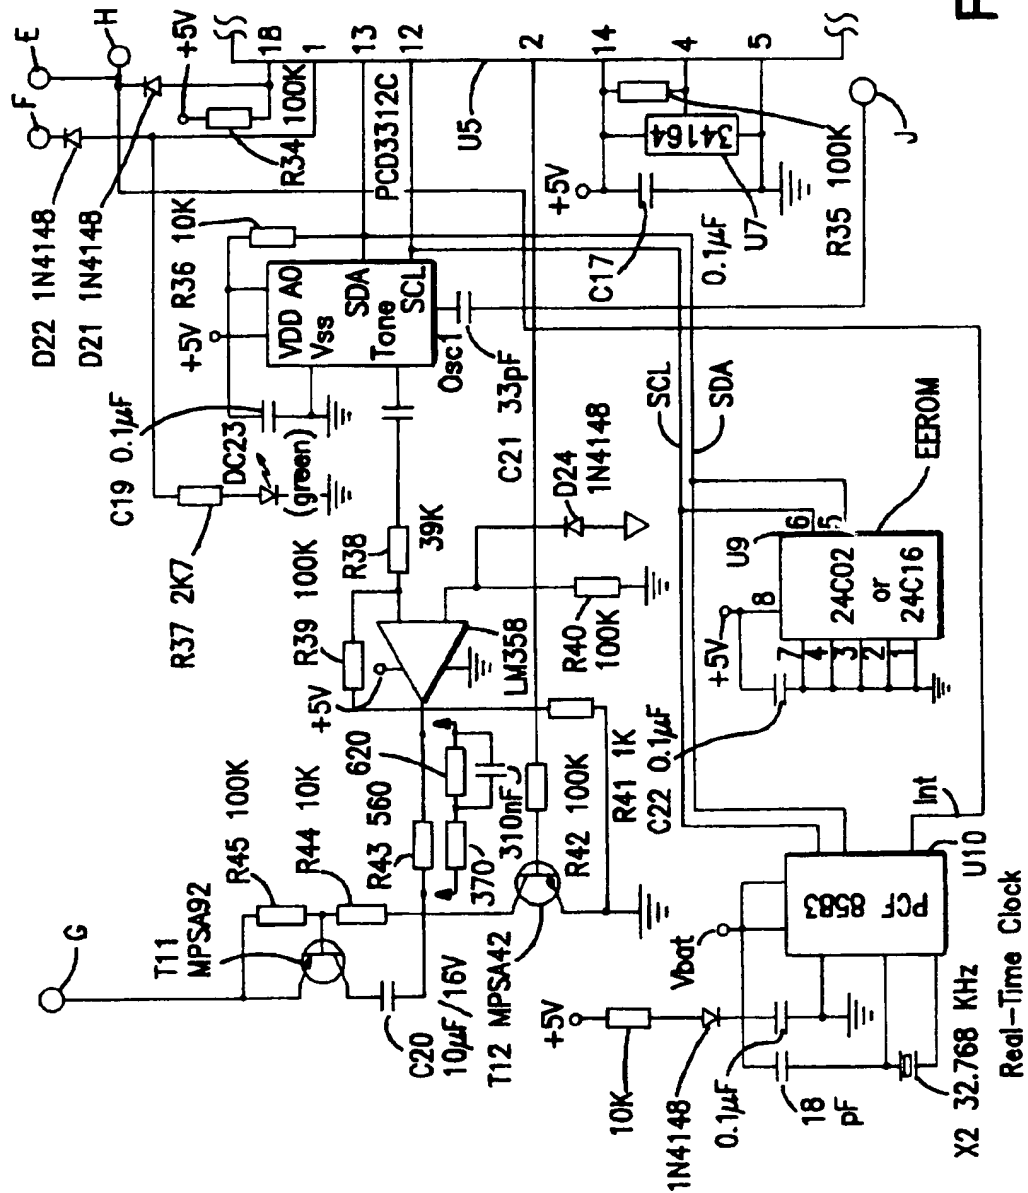 E
F
H
+5V
18
1
13
12
2
14
4
5
D22 1N4148
D21 1N4148
R34
100K
PCD3312C
U5
R36 10K
+5V
VDD A0
Vss
SDA
Tone
SCL
Osc1
C19 0.1µF
DC23
(green)
R37 2K7
+5V
C17
0.1µF
34164
U7
R35 100K
J
C21 33pF
R39 100K
R38
39K
D24
1N4148
SCL
SDA
EEROM
+5V
LM358
R40
100K
U9
6
5
24C02
or
24C16
8
+5V
7
4
3
2
1
620
310nF
370
R43 560
R42 100K
R41 1K
C22 0.1µF
R45 100K
R44 10K
T11
MPSA92
G
C20
10µF/16V
T12 MPSA42
+5V
10K
1N4148
0.1µF
18
pF
Vbat
PCF
8583
Int
U10
X2 32.768 KHz
Real-Time Clock
F